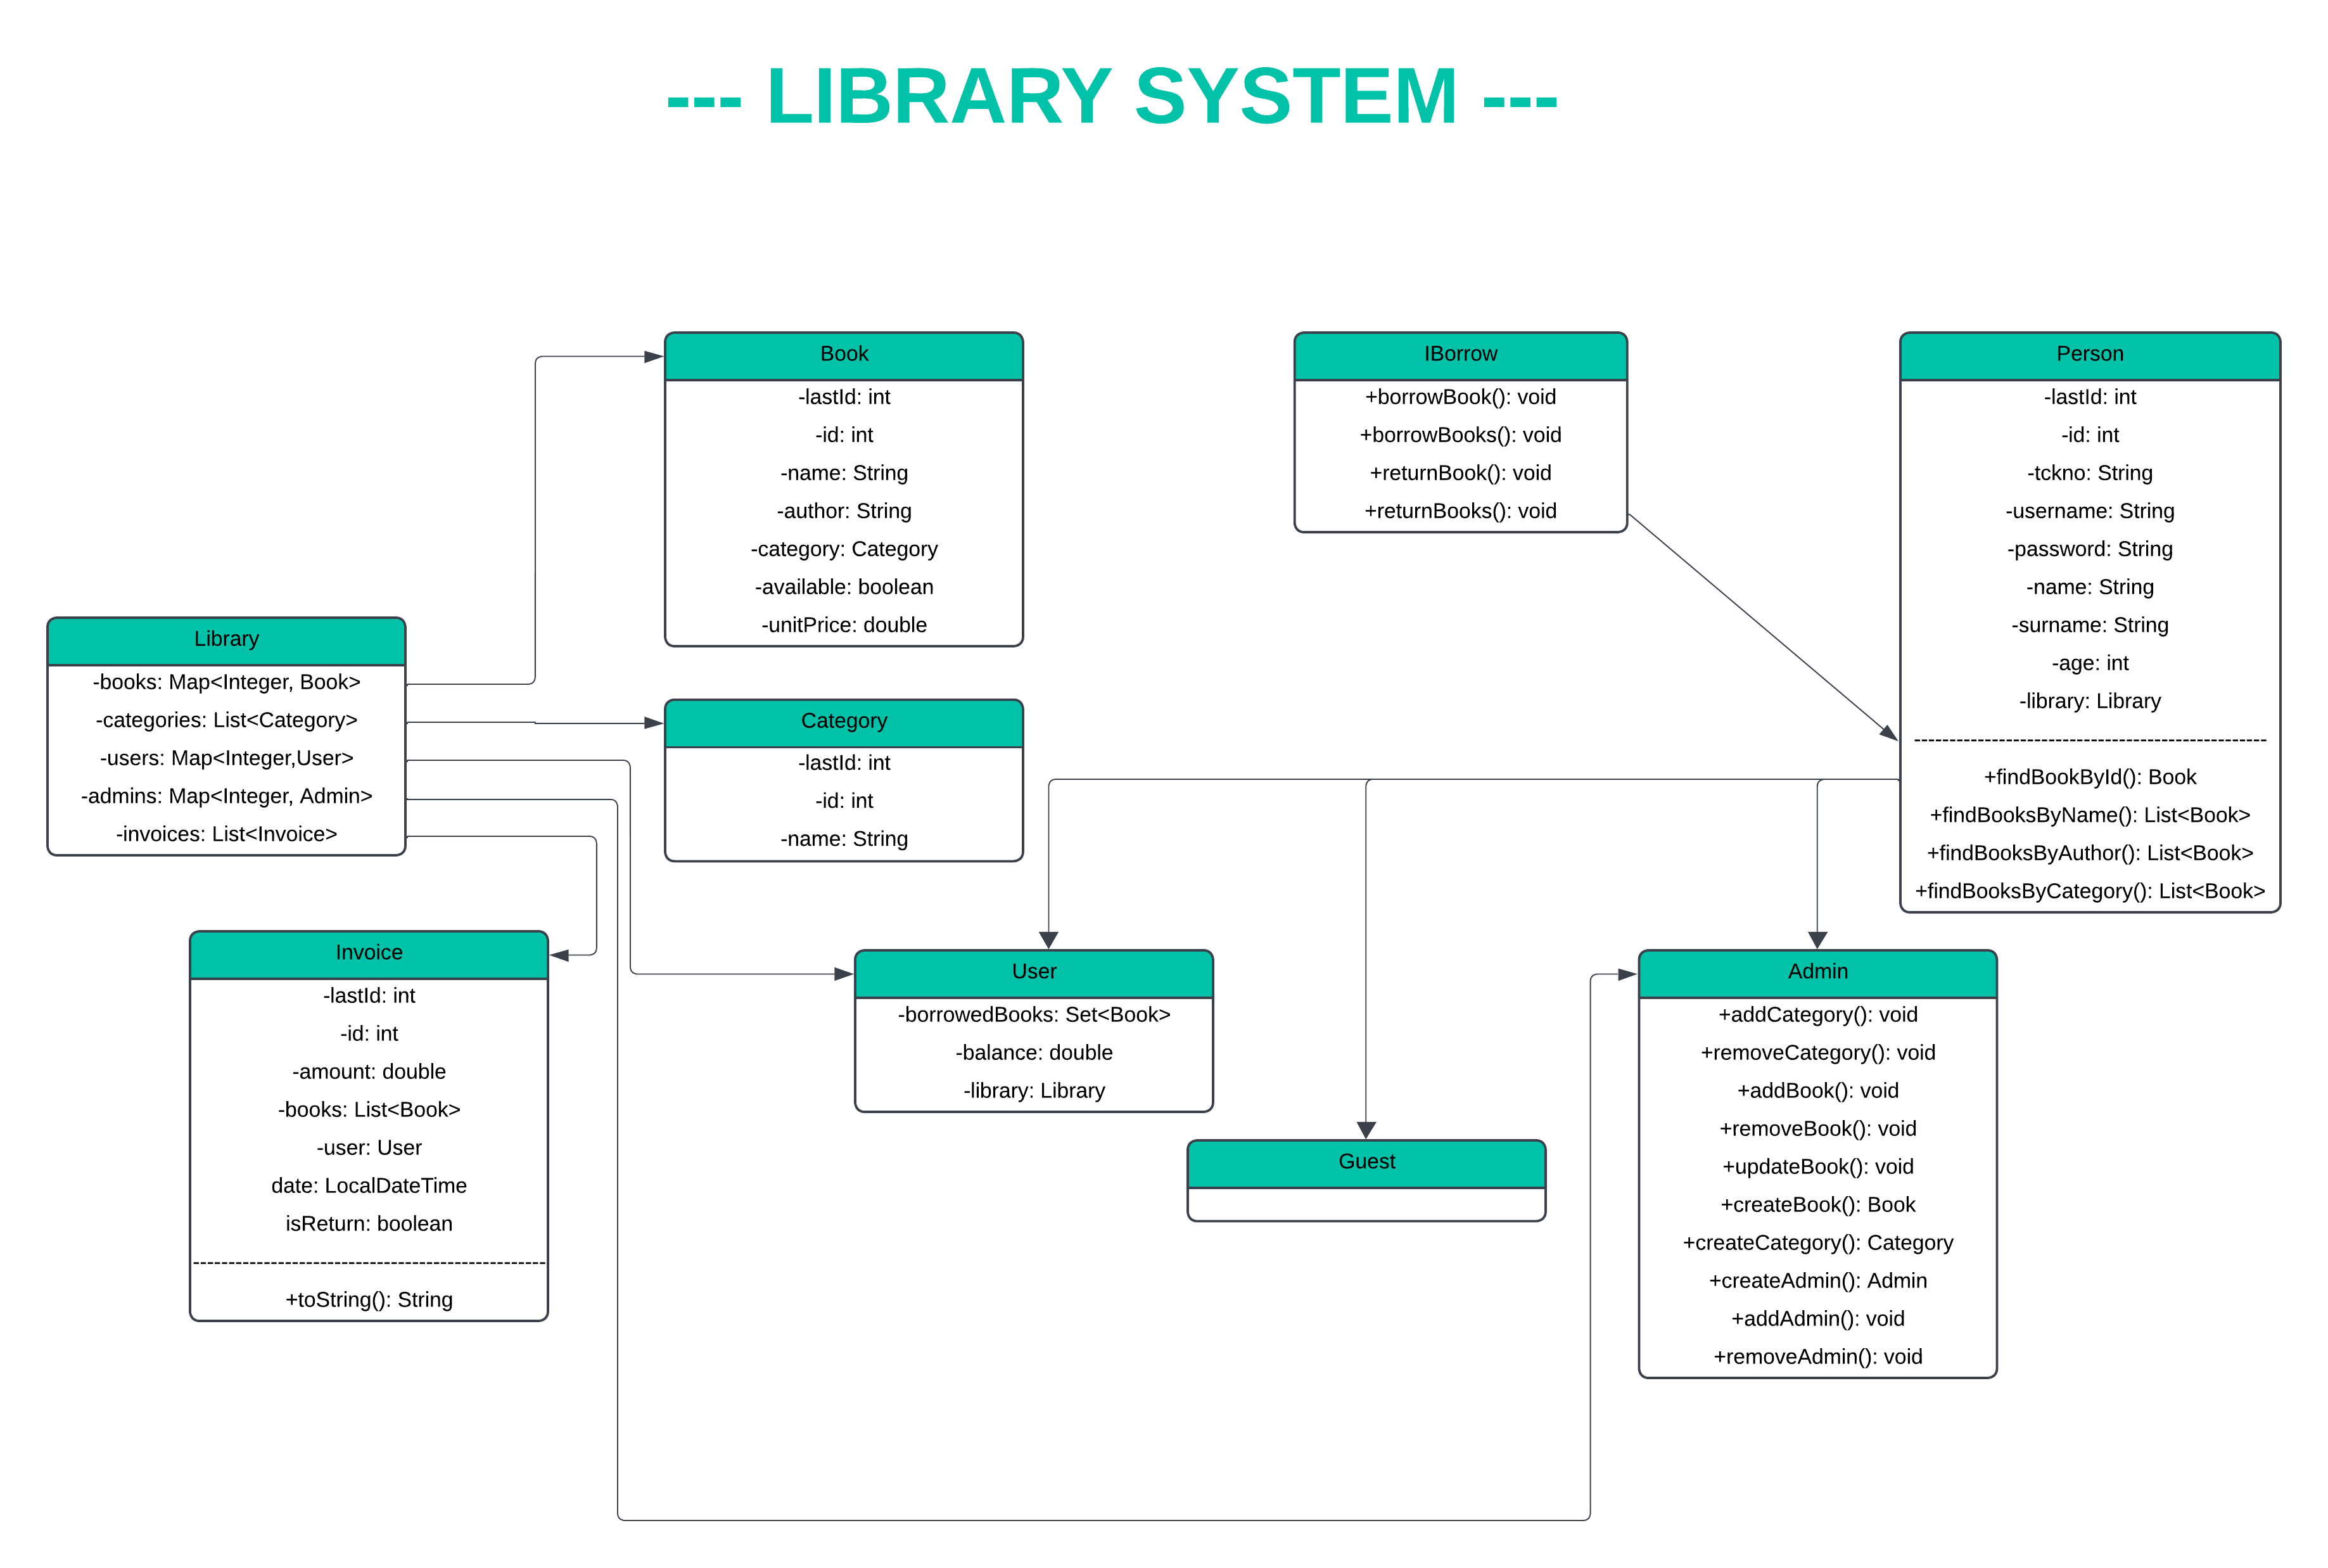 --- LIBRARY SYSTEM ---
Book
-lastId: int
-id: int
-name: String
-author: String
-category: Category
-available: boolean
-unitPrice: double
IBorrow
+borrowBook(): void
+borrowBooks(): void
+returnBook(): void
+returnBooks(): void
Person
-lastId: int
-id: int
-tckno: String
-username: String
-password: String
-name: String
-surname: String
-age: int
-library: Library
--------------------------------------------------
+findBookById(): Book
+findBooksByName(): List<Book>
+findBooksByAuthor(): List<Book>
+findBooksByCategory(): List<Book>
Library
-books: Map<Integer, Book>
-categories: List<Category>
-users: Map<Integer,User>
-admins: Map<Integer, Admin>
-invoices: List<Invoice>
Category
-lastId: int
-id: int
-name: String
Invoice
-lastId: int
-id: int
-amount: double
-books: List<Book>
-user: User
date: LocalDateTime
isReturn: boolean
--------------------------------------------------
+toString(): String
User
-borrowedBooks: Set<Book>
-balance: double
-library: Library
Guest
Admin
+addCategory(): void
+removeCategory(): void
+addBook(): void
+removeBook(): void
+updateBook(): void
+createBook(): Book
+createCategory(): Category
+createAdmin(): Admin
+addAdmin(): void
+removeAdmin(): void